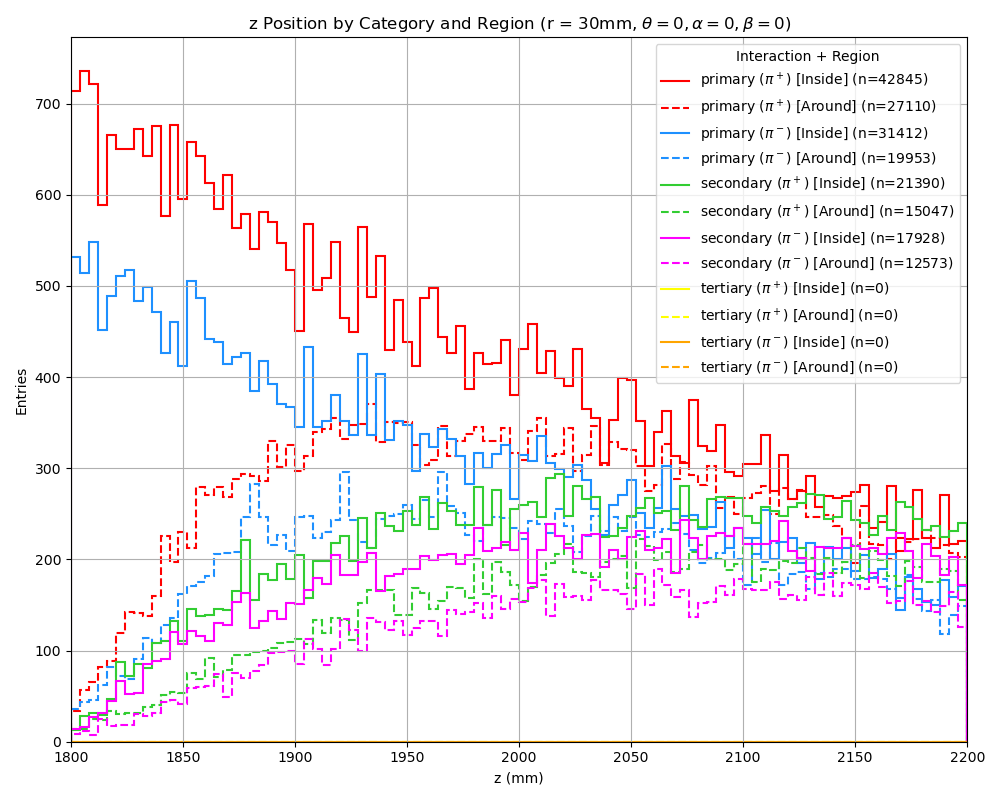 z Position by Category and Region (r = 30mm, θ = 0, α = 0, β = 0)
Interaction + Region
primary (π⁺) [Inside] (n=42845)
primary (π⁺) [Around] (n=27110)
primary (π⁻) [Inside] (n=31412)
primary (π⁻) [Around] (n=19953)
secondary (π⁺) [Inside] (n=21390)
secondary (π⁺) [Around] (n=15047)
secondary (π⁻) [Inside] (n=17928)
secondary (π⁻) [Around] (n=12573)
tertiary (π⁺) [Inside] (n=0)
tertiary (π⁺) [Around] (n=0)
tertiary (π⁻) [Inside] (n=0)
tertiary (π⁻) [Around] (n=0)
Entries
700
600
500
400
300
200
100
0
1800 1850 1900 1950 2000 2050 2100 2150 2200
z (mm)